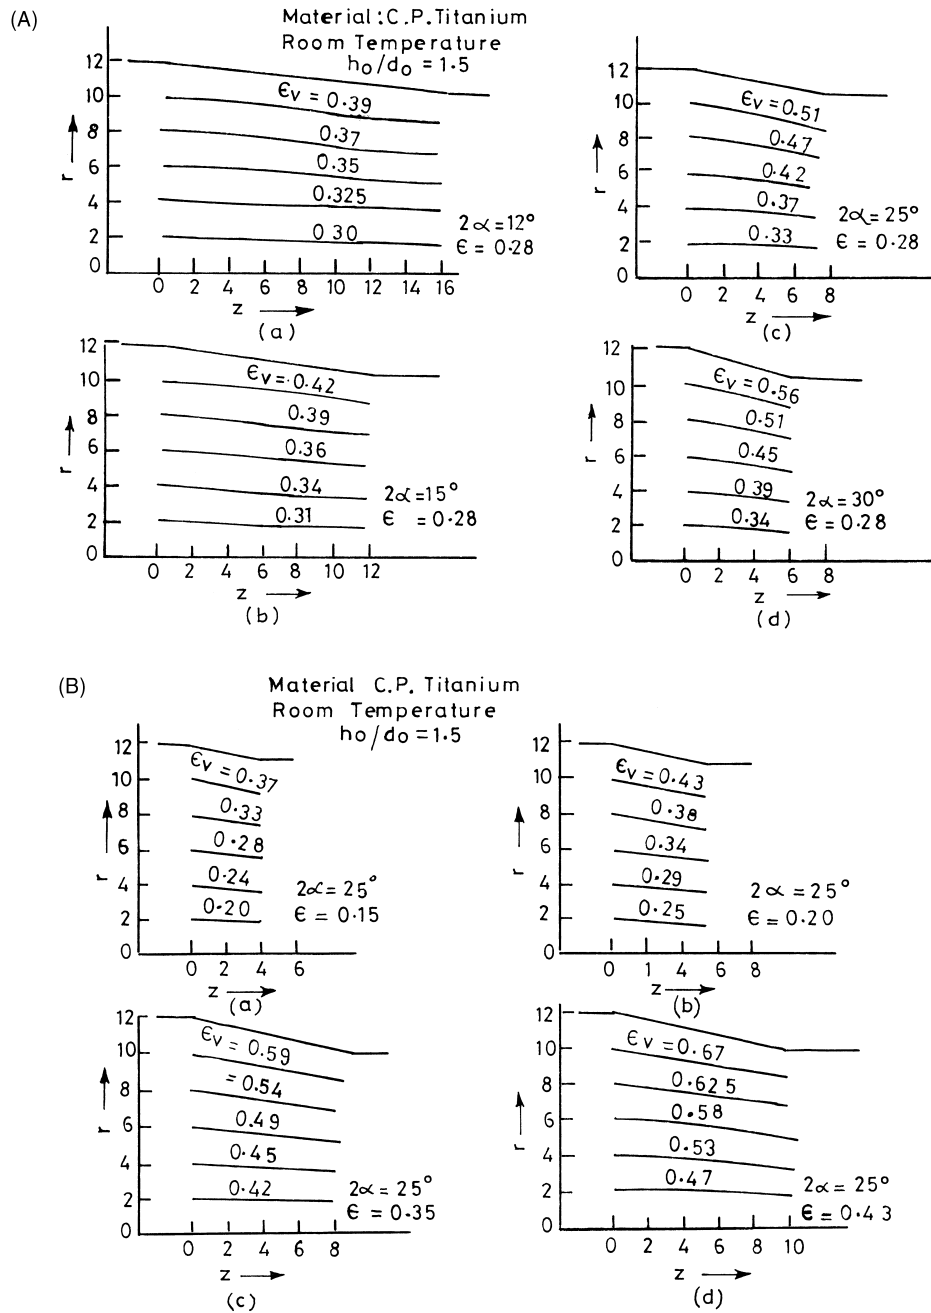 (A)
Material: C.P. Titanium
Room Temperature
ho/do = 1.5
12
10
8
6
4
2
0
r
ϵv = 0.39
0.37
0.35
0.325
0.30
2α = 12°
ϵ = 0.28
0 2 4 6 8 10 12 14 16
z
(a)
12
10
8
6
4
2
0
r
ϵv = 0.51
0.47
0.42
0.37
0.33
2α = 25°
ϵ = 0.28
0 2 4 6 8
z
(c)
12
10
8
6
4
2
0
r
ϵv = 0.42
0.39
0.36
0.34
0.31
2α = 15°
ϵ = 0.28
0 2 4 6 8 10 12
z
(b)
12
10
8
6
4
2
0
r
ϵv = 0.56
0.51
0.45
0.39
0.34
2α = 30°
ϵ = 0.28
0 2 4 6 8
z
(d)
(B)
Material C.P. Titanium
Room Temperature
ho/do = 1.5
12
10
8
6
4
2
0
r
ϵv = 0.37
0.33
0.28
0.24
0.20
2α = 25°
ϵ = 0.15
0 2 4 6
z
(a)
12
10
8
6
4
2
0
r
ϵv = 0.43
0.38
0.34
0.29
0.25
2α = 25°
ϵ = 0.20
0 1 4 6 8
z
(b)
12
10
8
6
4
2
0
r
ϵv = 0.59
= 0.54
0.49
0.45
0.42
2α = 25°
ϵ = 0.35
0 2 4 6 8
z
(c)
12
10
8
6
4
2
0
r
ϵv = 0.67
0.625
0.58
0.53
0.47
2α = 25°
ϵ = 0.43
0 2 4 6 8 10
z
(d)